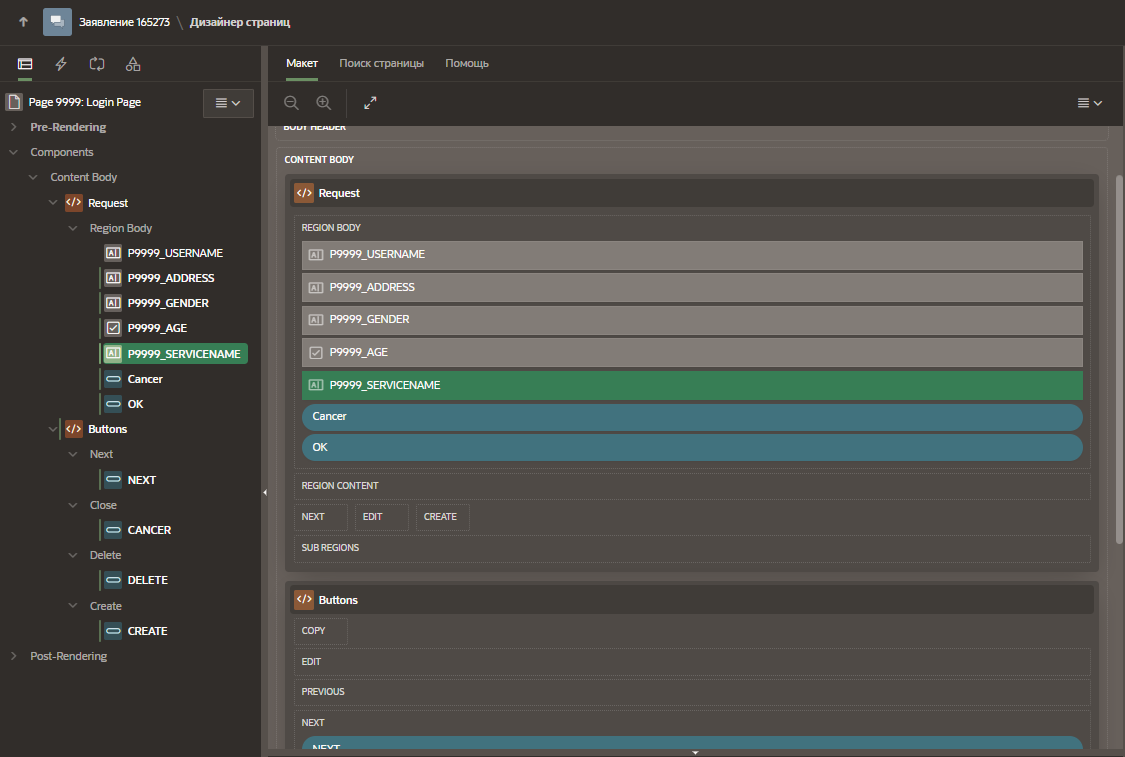 Заявление 165273 \ Дизайнер страниц
Макет Поиск страницы Помощь
Page 9999: Login Page
Pre-Rendering
Components
Content Body
Request
Region Body
P9999_USERNAME
P9999_ADDRESS
P9999_GENDER
P9999_AGE
P9999_SERVICENAME
Cancer
OK
Buttons
Next
NEXT
Close
CANCER
Delete
DELETE
Create
CREATE
Post-Rendering
BODY HEADER
CONTENT BODY
Request
REGION BODY
P9999_USERNAME
P9999_ADDRESS
P9999_GENDER
P9999_AGE
P9999_SERVICENAME
Cancer
OK
REGION CONTENT
NEXT EDIT CREATE
SUB REGIONS
Buttons
COPY
EDIT
PREVIOUS
NEXT
NEXT